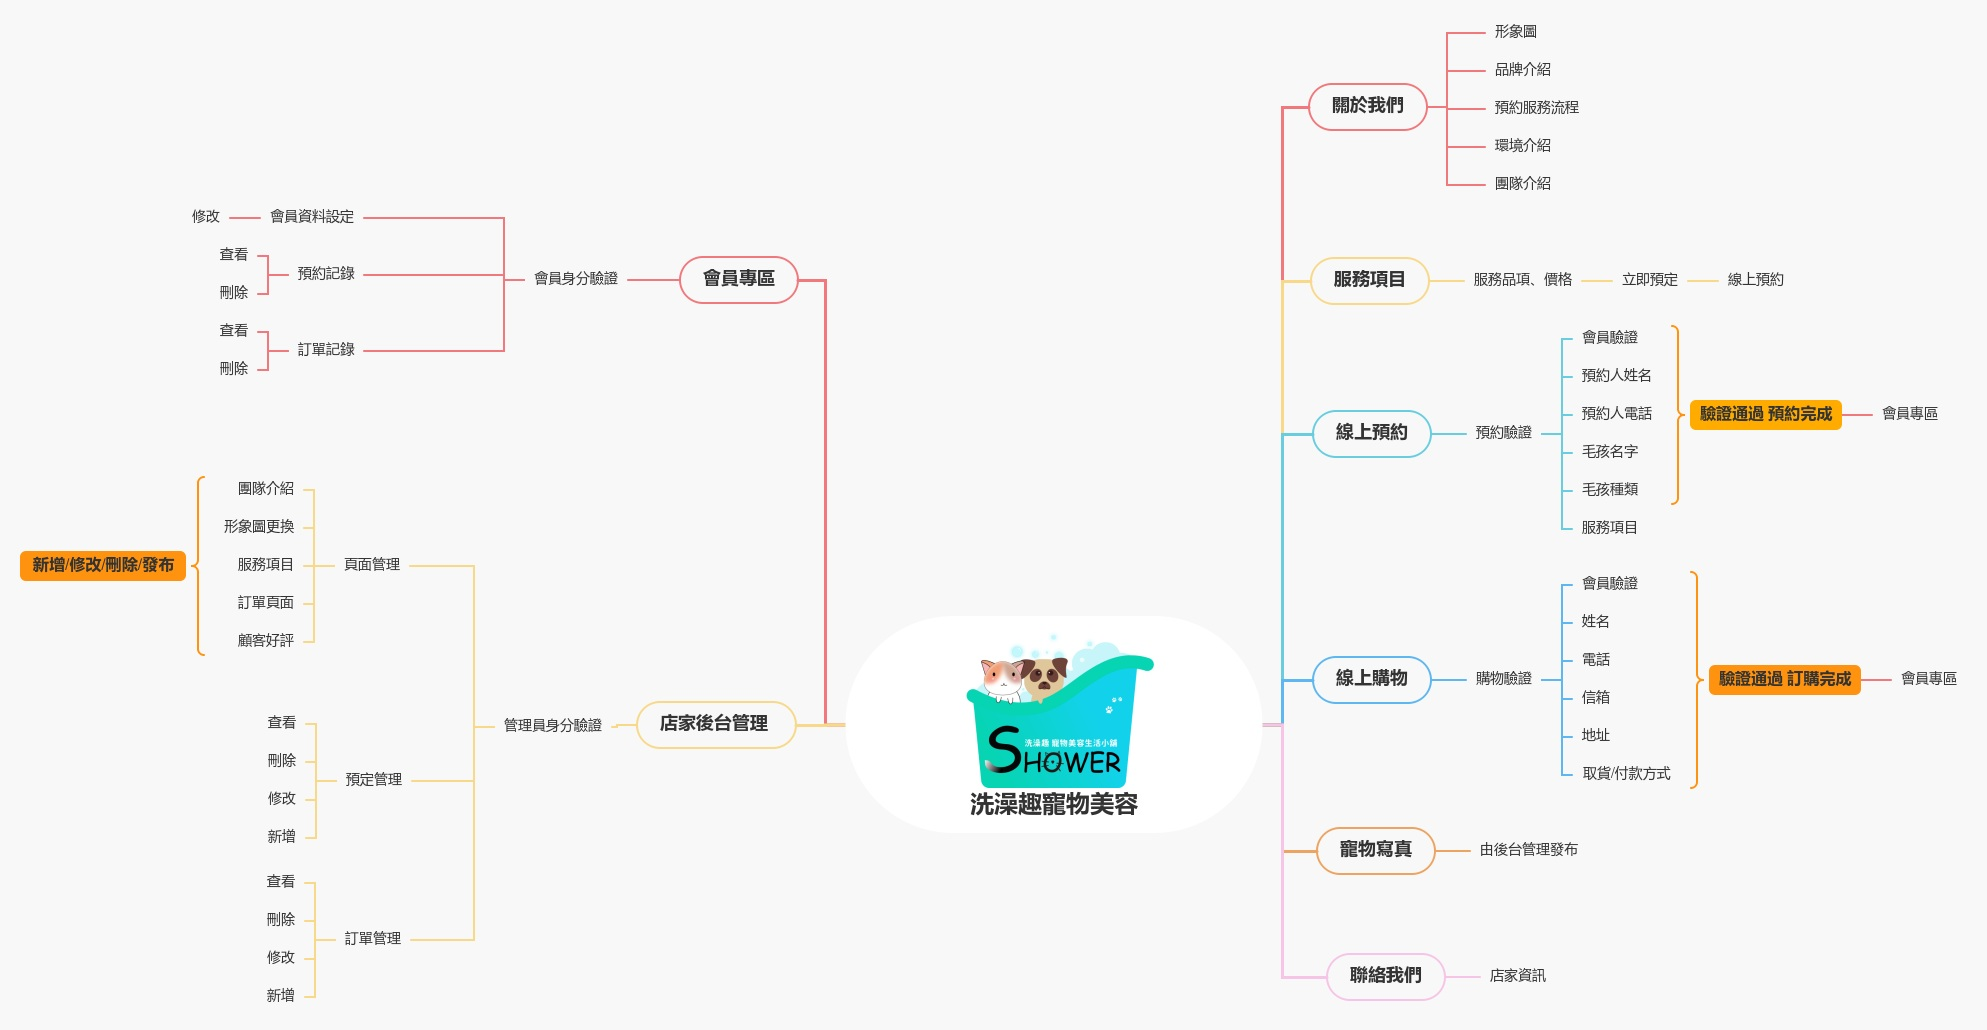 洗澡趣 寵物美容生活小舖
SHOWER
洗澡趣寵物美容
關於我們
形象圖
品牌介紹
預約服務流程
環境介紹
團隊介紹
服務項目
服務品項、價格
立即預定
線上預約
線上預約
預約驗證
會員驗證
預約人姓名
預約人電話
毛孩名字
毛孩種類
服務項目
驗證通過 預約完成
會員專區
線上購物
購物驗證
會員驗證
姓名
電話
信箱
地址
取貨/付款方式
驗證通過 訂購完成
會員專區
寵物寫真
由後台管理發布
聯絡我們
店家資訊
會員專區
會員身分驗證
會員資料設定
修改
預約記錄
查看
刪除
訂單記錄
查看
刪除
店家後台管理
管理員身分驗證
頁面管理
團隊介紹
形象圖更換
服務項目
訂單頁面
顧客好評
新增/修改/刪除/發布
預定管理
查看
刪除
修改
新增
訂單管理
查看
刪除
修改
新增